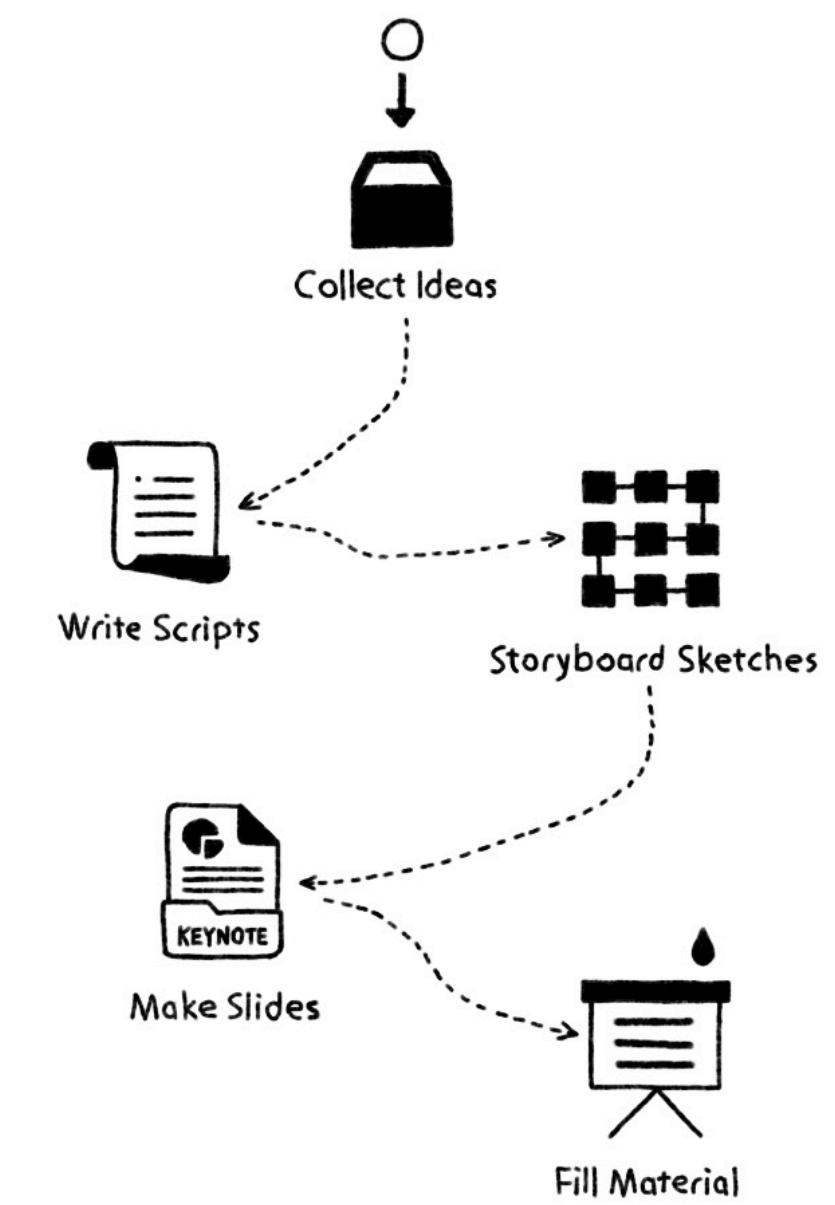 Collect Ideas
Write Scripts
Storyboard Sketches
KEYNOTE
Make Slides
Fill Material